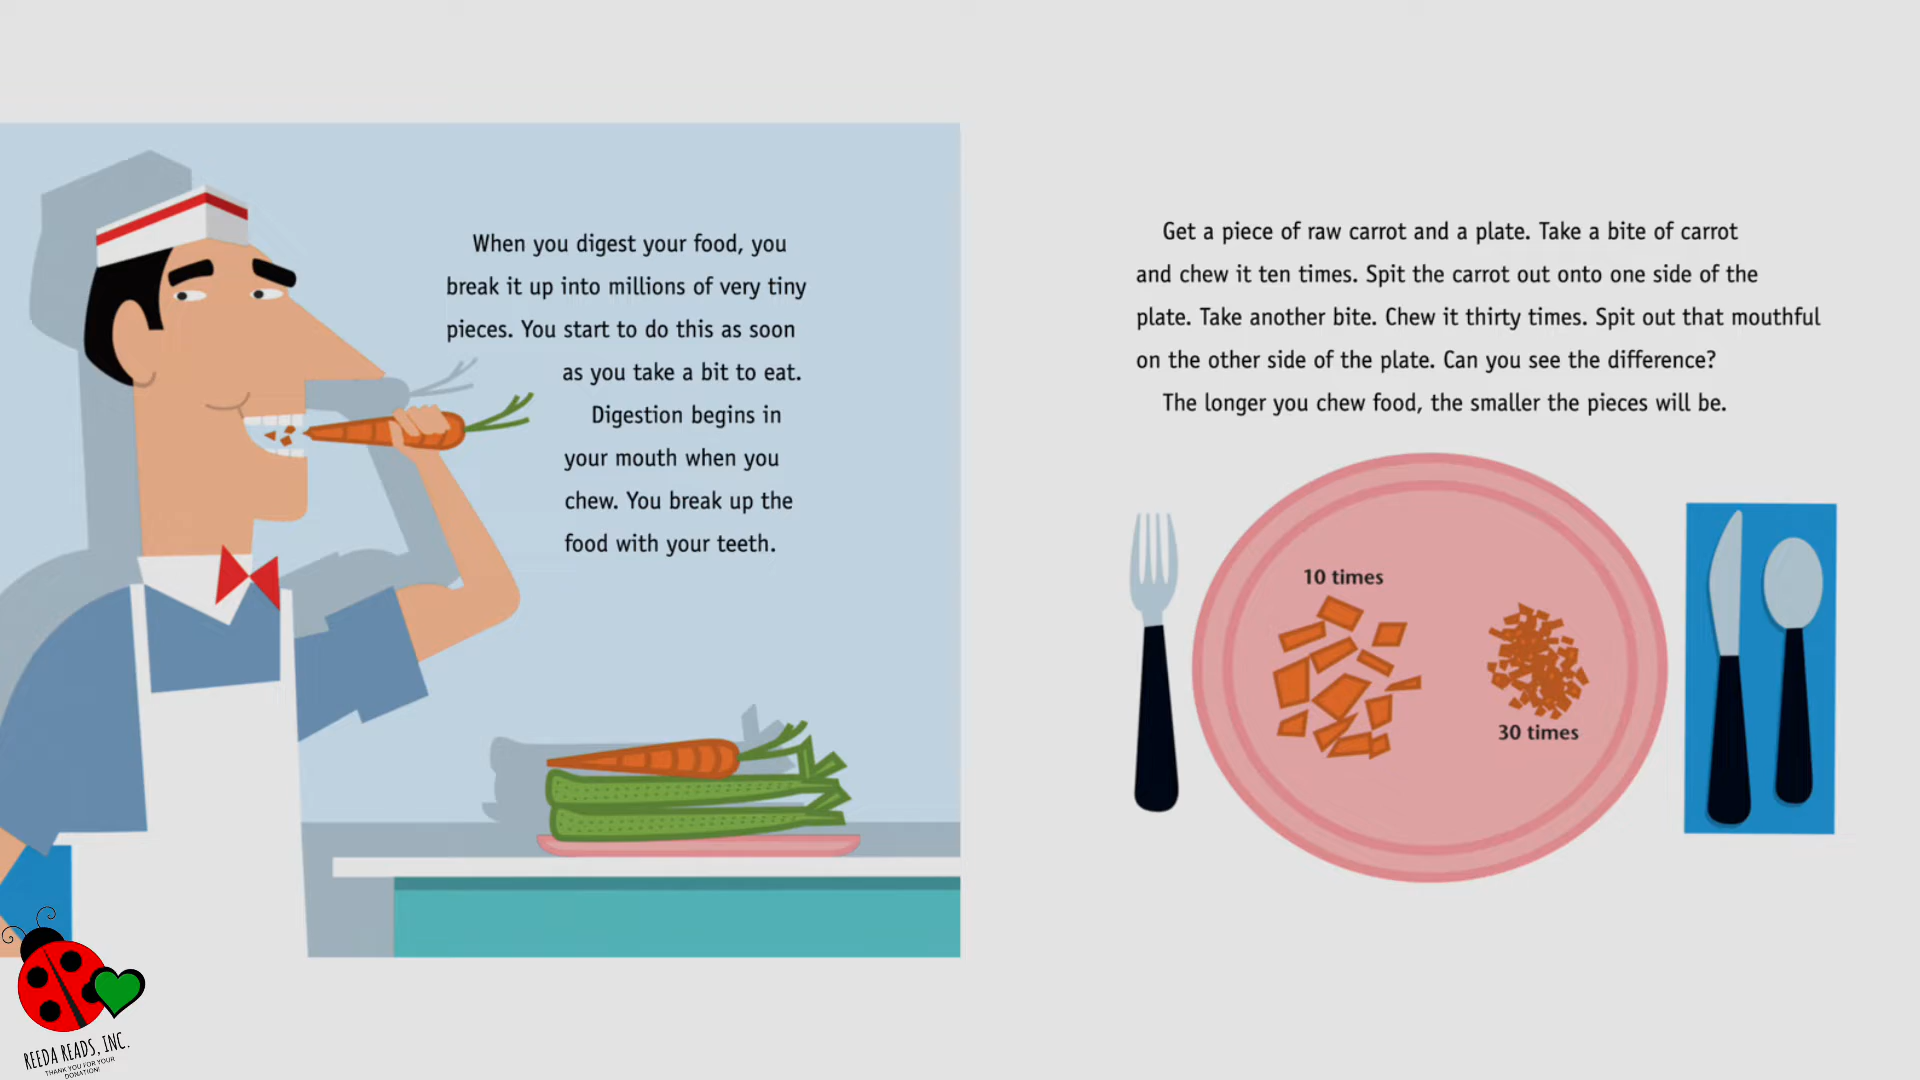 When you digest your food, you
break it up into millions of very tiny
pieces. You start to do this as soon
as you take a bit to eat.
Digestion begins in
your mouth when you
chew. You break up the
food with your teeth.
Get a piece of raw carrot and a plate. Take a bite of carrot
and chew it ten times. Spit the carrot out onto one side of the
plate. Take another bite. Chew it thirty times. Spit out that mouthful
on the other side of the plate. Can you see the difference?
The longer you chew food, the smaller the pieces will be.
10 times
30 times
REEDA READS, INC.
THANK YOU FOR YOUR
DONATION!